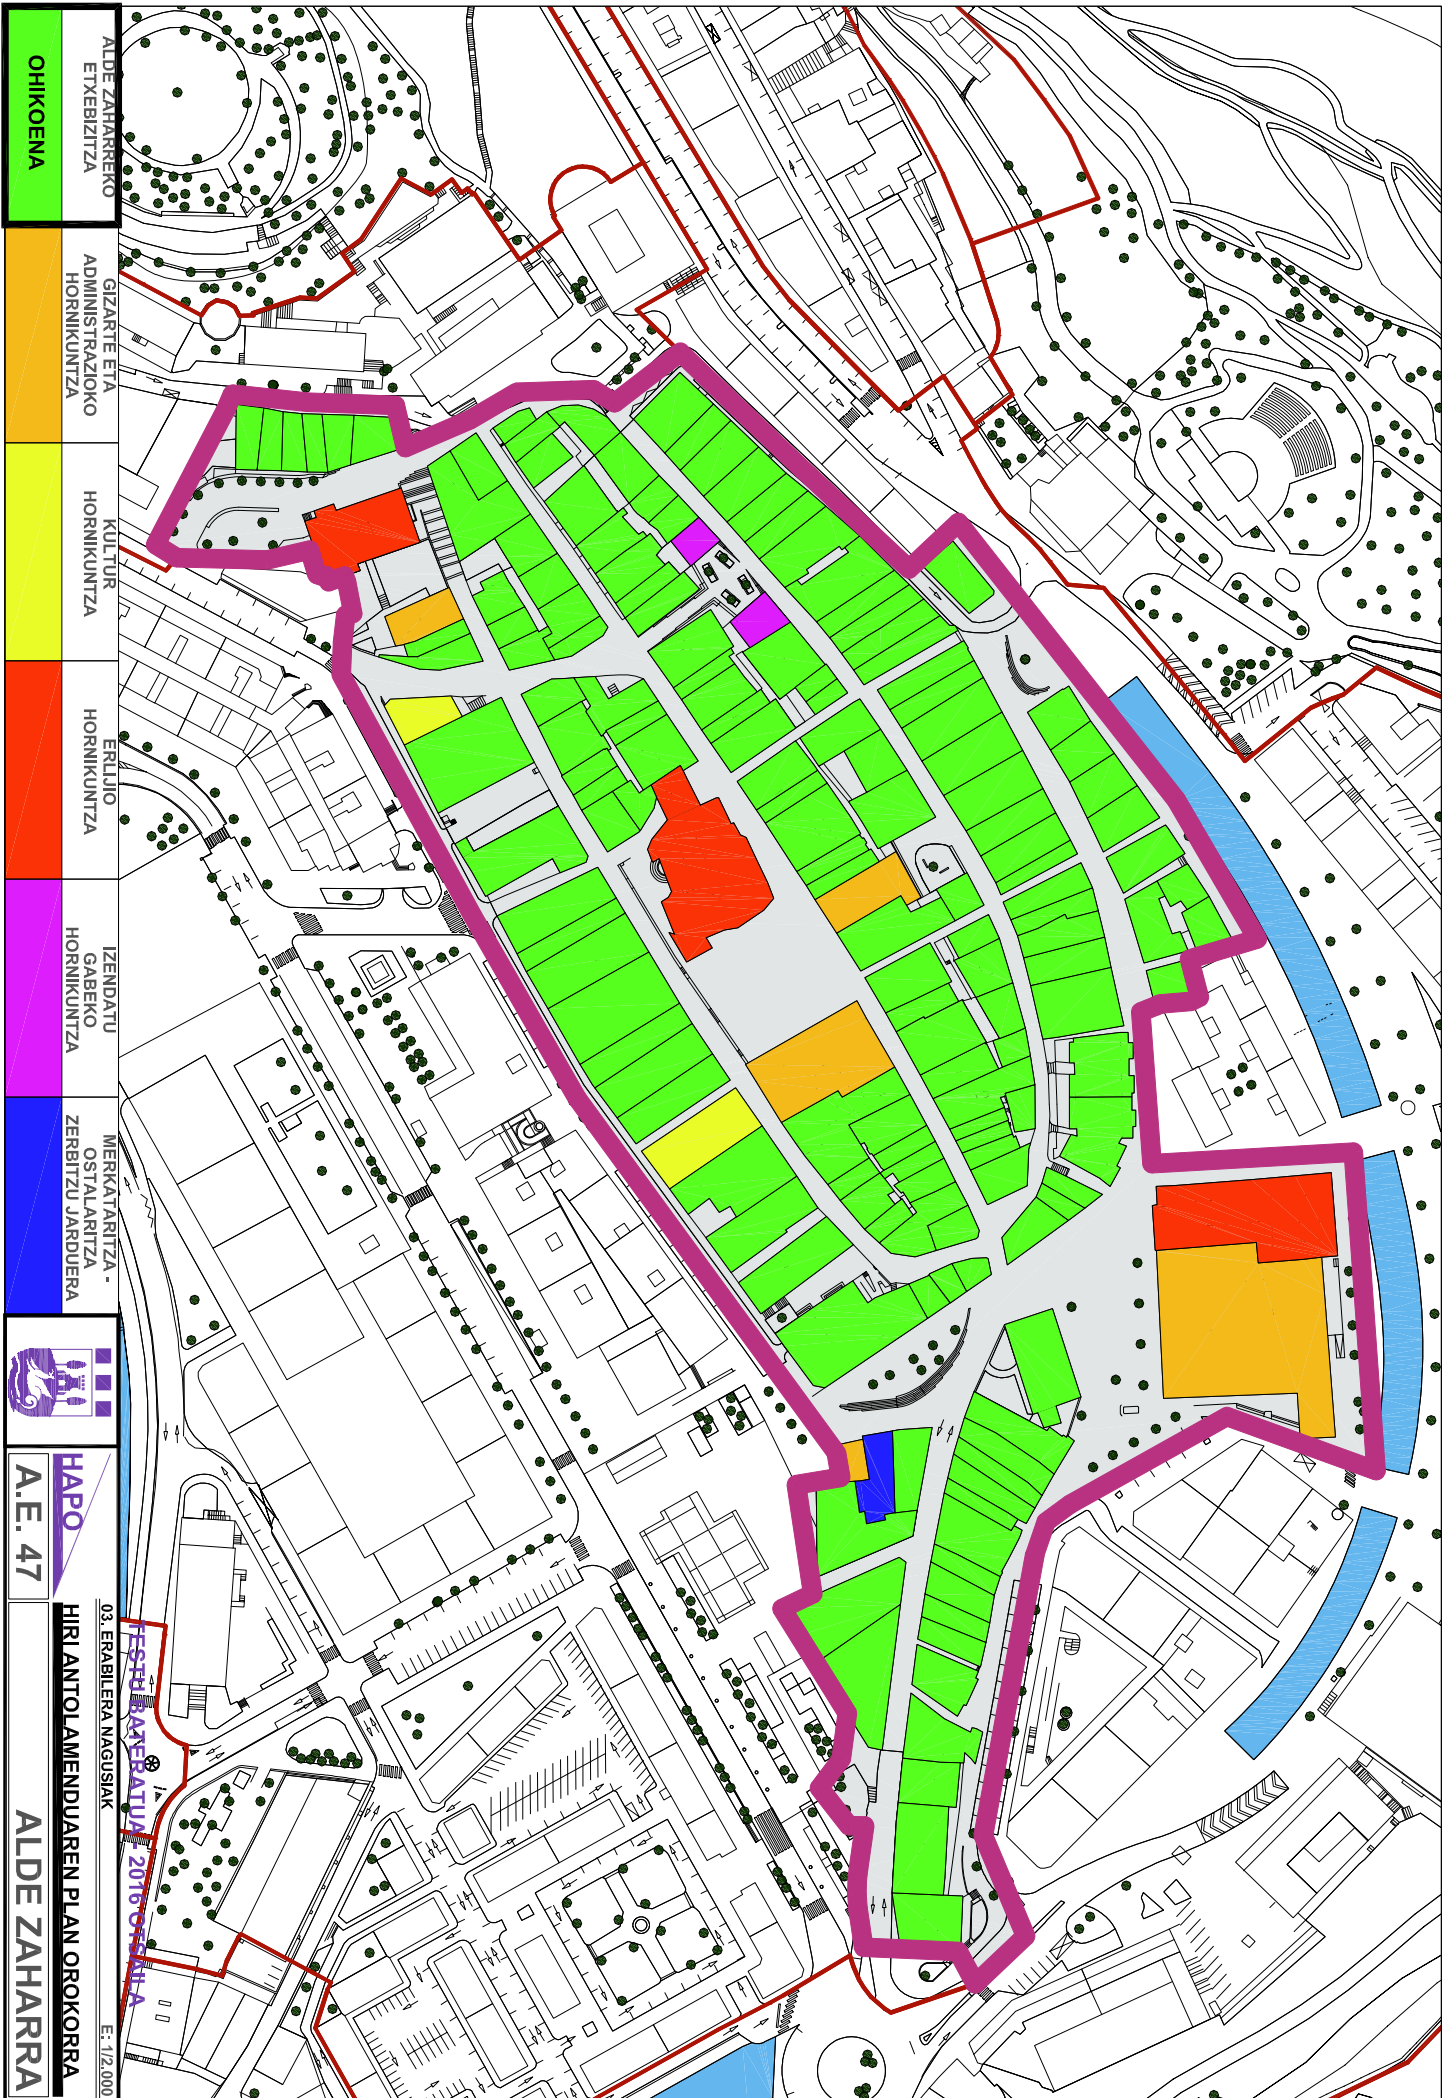 ALDE ZAHARREKO
ETXEBIZITZA
OHIKOENA
GIZARTE ETA
ADMINISTRAZIOKO
HORNIKUNTZA
KULTUR
HORNIKUNTZA
ERLIJIO
HORNIKUNTZA
IZENDATU
GABEKO
HORNIKUNTZA
MERKATARITZA -
OSTALARITZA
ZERBITZU JARDUERA
HAPO
A.E. 47
TESTU BATERATUA - 2016 OTSAILA
03. ERABILERA NAGUSIAK
E: 1/2.000
HIRI ANTOLAMENDUAREN PLAN OROKORRA
ALDE ZAHARRA